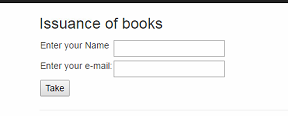 Issuance of books
Enter your Name
Enter your e-mail:
Take